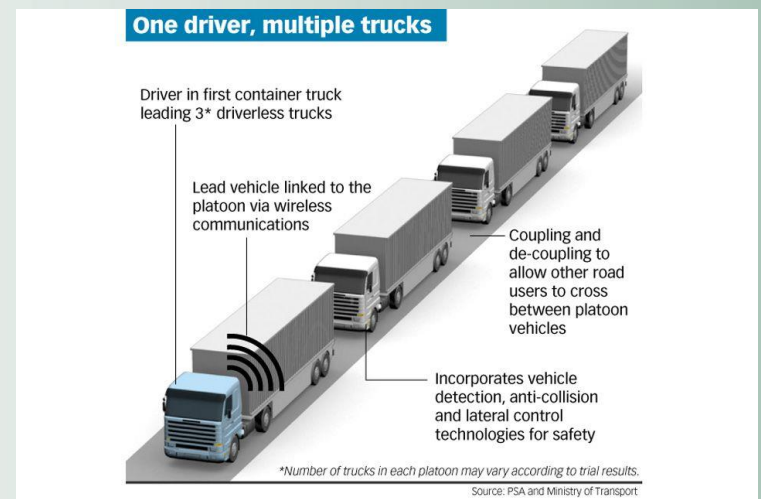 One driver, multiple trucks
Driver in first container truck
leading 3* driverless trucks
Lead vehicle linked to the
platoon via wireless
communications
Coupling and
de-coupling to
allow other road
users to cross
between platoon
vehicles
Incorporates vehicle
detection, anti-collision
and lateral control
technologies for safety
*Number of trucks in each platoon may vary according to trial results.
Source: PSA and Ministry of Transport